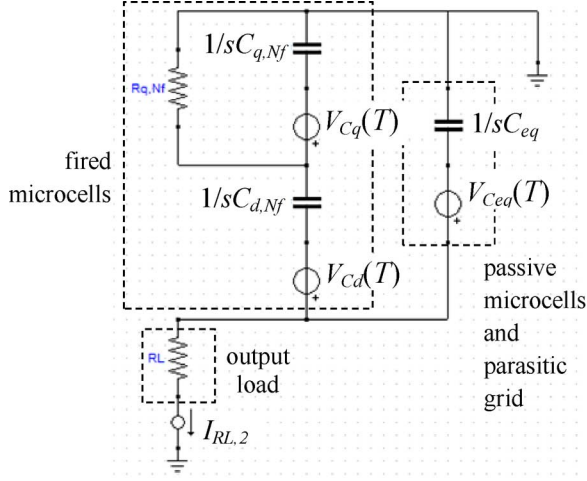 1/sC_{q,Nf}
Rq,Nf
V_{Cq}(T)
1/sC_{eq}
fired
microcells
1/sC_{d,Nf}
V_{Ceq}(T)
V_{Cd}(T)
passive
microcells
and
parasitic
grid
RL
output
load
I_{RL,2}